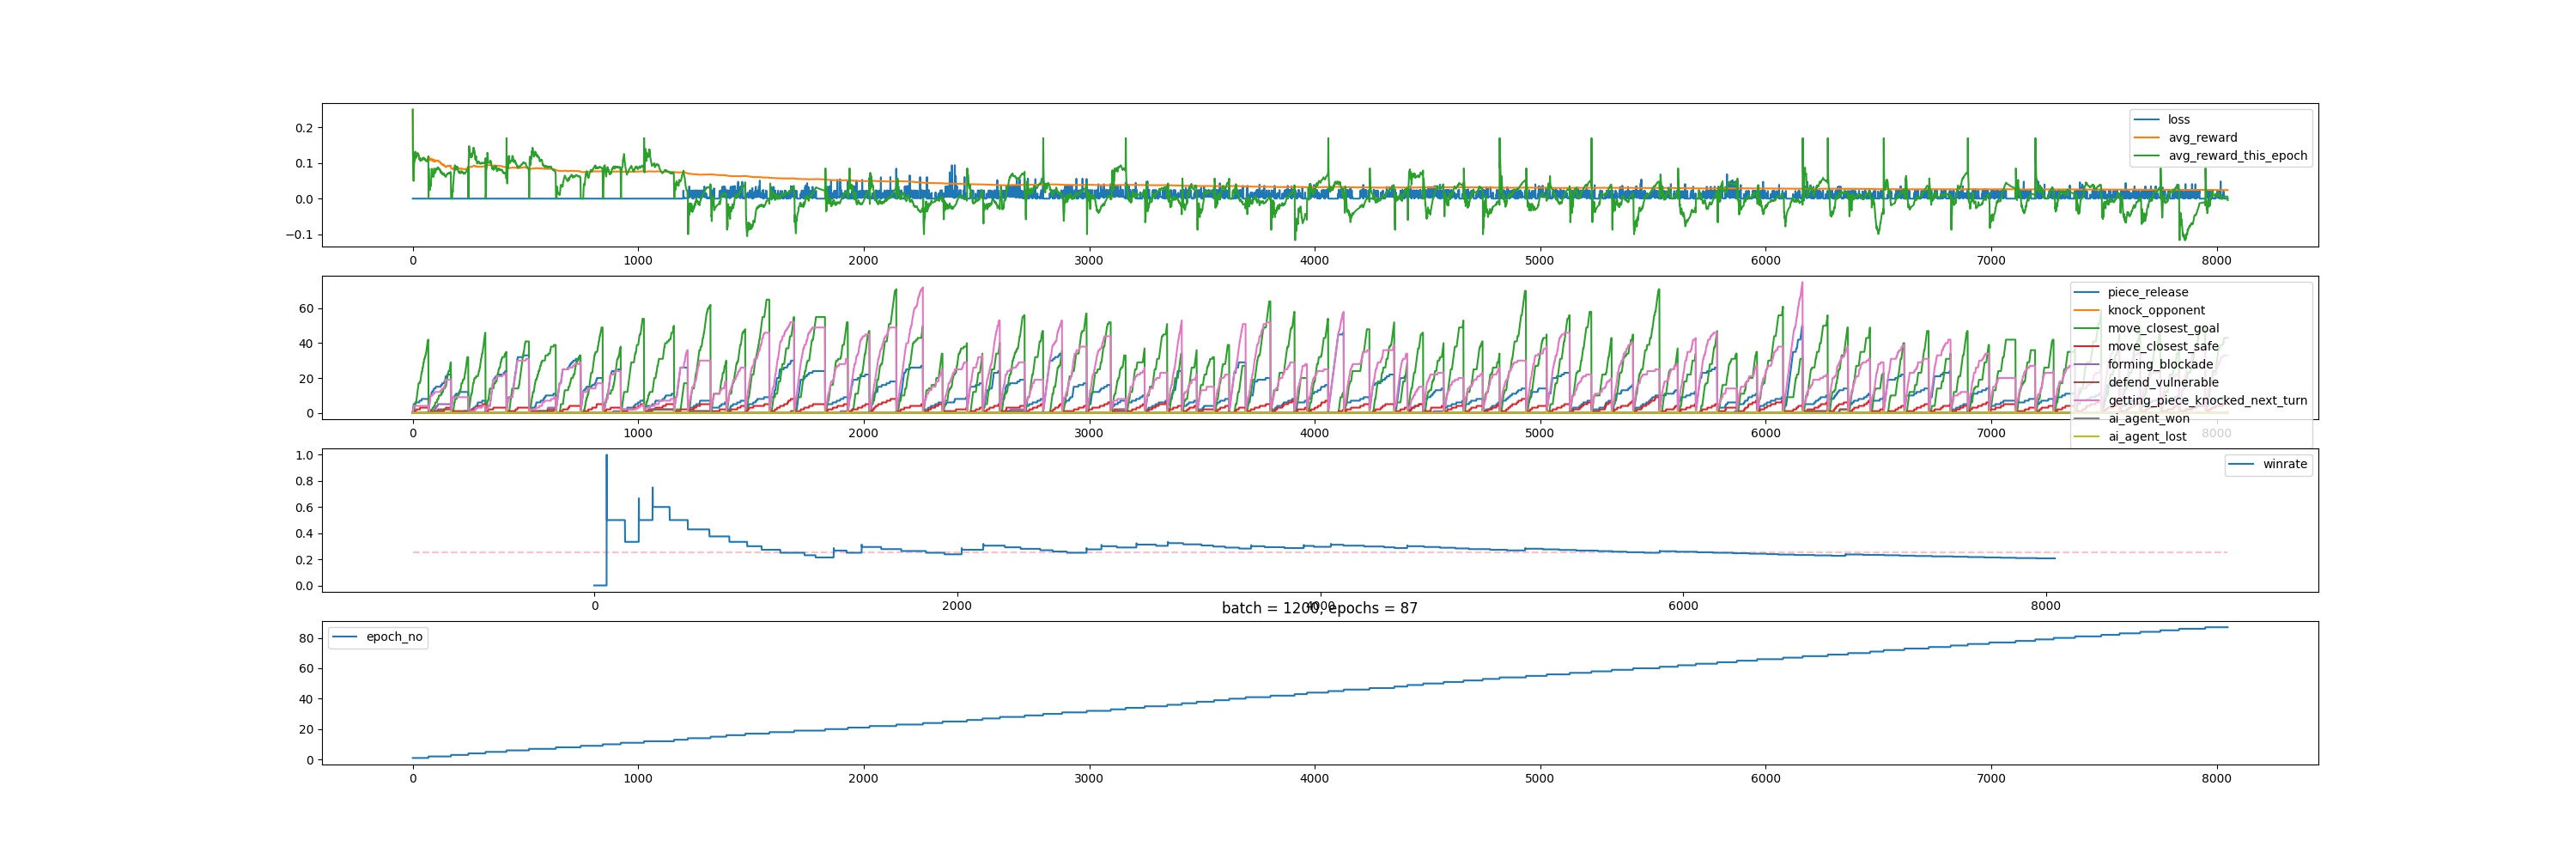 0.2
0.1
0.0
−0.1
loss
avg_reward
avg_reward_this_epoch
0 1000 2000 3000 4000 5000 6000 7000 8000
60
40
20
0
piece_release
knock_opponent
move_closest_goal
move_closest_safe
forming_blockade
defend_vulnerable
getting_piece_knocked_next_turn
ai_agent_won
ai_agent_lost
0 1000 2000 3000 4000 5000 6000 7000 8000
1.0
0.8
0.6
0.4
0.2
0.0
winrate
0 2000 4000 6000 8000
batch = 1200, epochs = 87
80
60
40
20
0
epoch_no
0 1000 2000 3000 4000 5000 6000 7000 8000